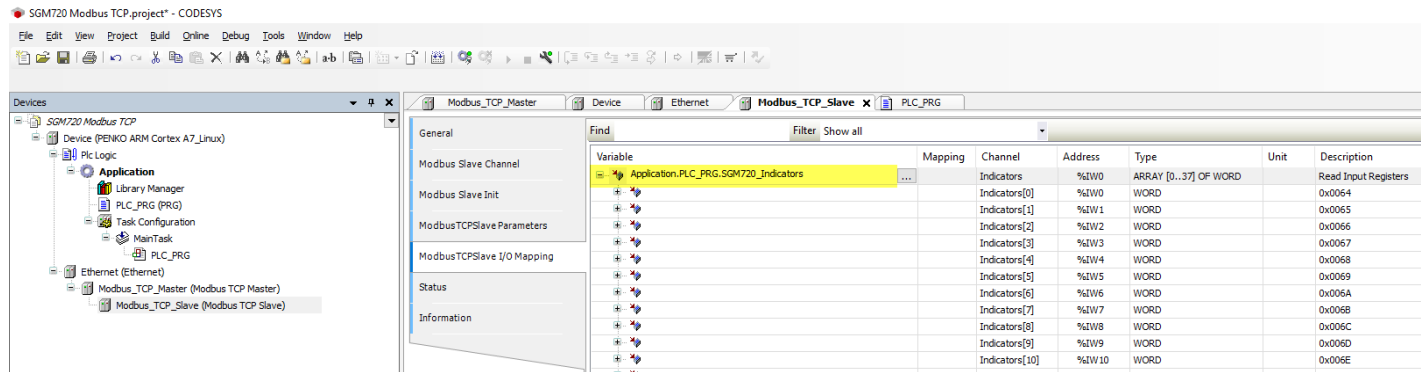 SGM720 Modbus TCP.project* - CODESYS
File Edit View Project Build Online Debug Tools Window Help
Devices
SGM720 Modbus TCP
Device (PENKO ARM Cortex A7_Linux)
Plc Logic
Application
Library Manager
PLC_PRG (PRG)
Task Configuration
MainTask
PLC_PRG
Ethernet (Ethernet)
Modbus_TCP_Master (Modbus TCP Master)
Modbus_TCP_Slave (Modbus TCP Slave)
Modbus_TCP_Master Device Ethernet Modbus_TCP_Slave PLC_PRG
General
Modbus Slave Channel
Modbus Slave Init
ModbusTCPSlave Parameters
ModbusTCPSlave I/O Mapping
Status
Information
Find Filter Show all
Variable Mapping Channel Address Type Unit Description
Application.PLC_PRG.SGM720_Indicators ... Indicators %IW0 ARRAY [0..37] OF WORD Read Input Registers
Indicators[0] %IW0 WORD 0x0064
Indicators[1] %IW1 WORD 0x0065
Indicators[2] %IW2 WORD 0x0066
Indicators[3] %IW3 WORD 0x0067
Indicators[4] %IW4 WORD 0x0068
Indicators[5] %IW5 WORD 0x0069
Indicators[6] %IW6 WORD 0x006A
Indicators[7] %IW7 WORD 0x006B
Indicators[8] %IW8 WORD 0x006C
Indicators[9] %IW9 WORD 0x006D
Indicators[10] %IW10 WORD 0x006E